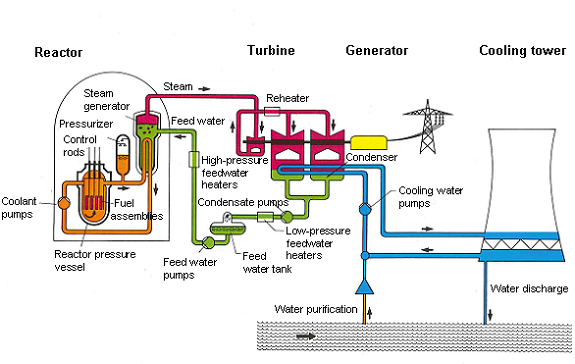 Reactor
Turbine
Generator
Cooling tower
Steam
Steam
generator
Reheater
Feed water
Pressurizer
Control
rods
High-pressure
feedwater
heaters
Condenser
Coolant
pumps
Fuel
assemblies
Condensate pumps
Cooling water
pumps
Reactor pressure
vessel
Feed water
pumps
Feed
water tank
Low-pressure
feedwater
heaters
Water discharge
Water purification